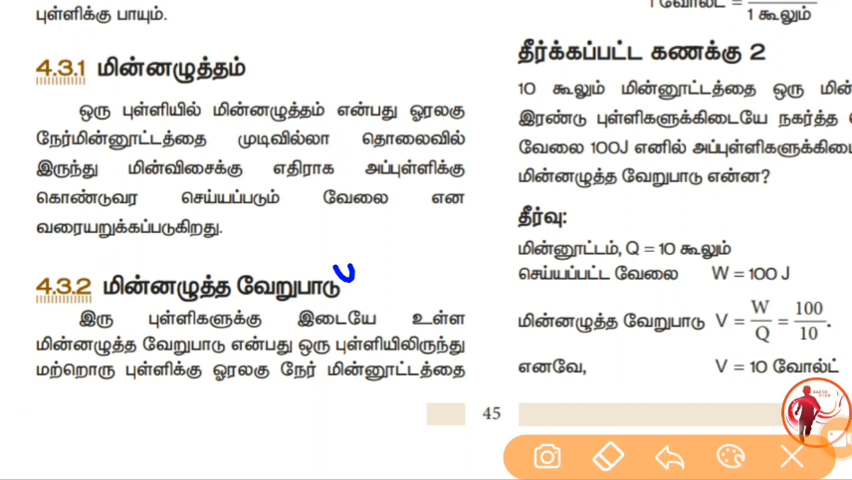 புள்ளிக்கு பாயும்.
4.3.1 மின்னழுத்தம்
ஒரு புள்ளியில் மின்னழுத்தம் என்பது ஓரலகு
நேர்மின்னூட்டத்தை முடிவில்லா தொலைவில்
இருந்து மின்விசைக்கு எதிராக அப்புள்ளிக்கு
கொண்டுவர செய்யப்படும் வேலை என
வரையறுக்கப்படுகிறது.
4.3.2 மின்னழுத்த வேறுபாடு V
இரு புள்ளிகளுக்கு இடையே உள்ள
மின்னழுத்த வேறுபாடு என்பது ஒரு புள்ளியிலிருந்து
மற்றொரு புள்ளிக்கு ஓரலகு நேர் மின்னூட்டத்தை
1 வோல்ட் =
1 கூலும்
தீர்க்கப்பட்ட கணக்கு 2
10 கூலும் மின்னூட்டத்தை ஒரு மின்
இரண்டு புள்ளிகளுக்கிடையே நகர்த்த
வேலை 100J எனில் அப்புள்ளிகளுக்கிடை
மின்னழுத்த வேறுபாடு என்ன?
தீர்வு:
மின்னூட்டம், Q = 10 கூலும்
செய்யப்பட்ட வேலை W = 100 J
மின்னழுத்த வேறுபாடு V = W/Q = 100/10.
எனவே, V = 10 வோல்ட்
45